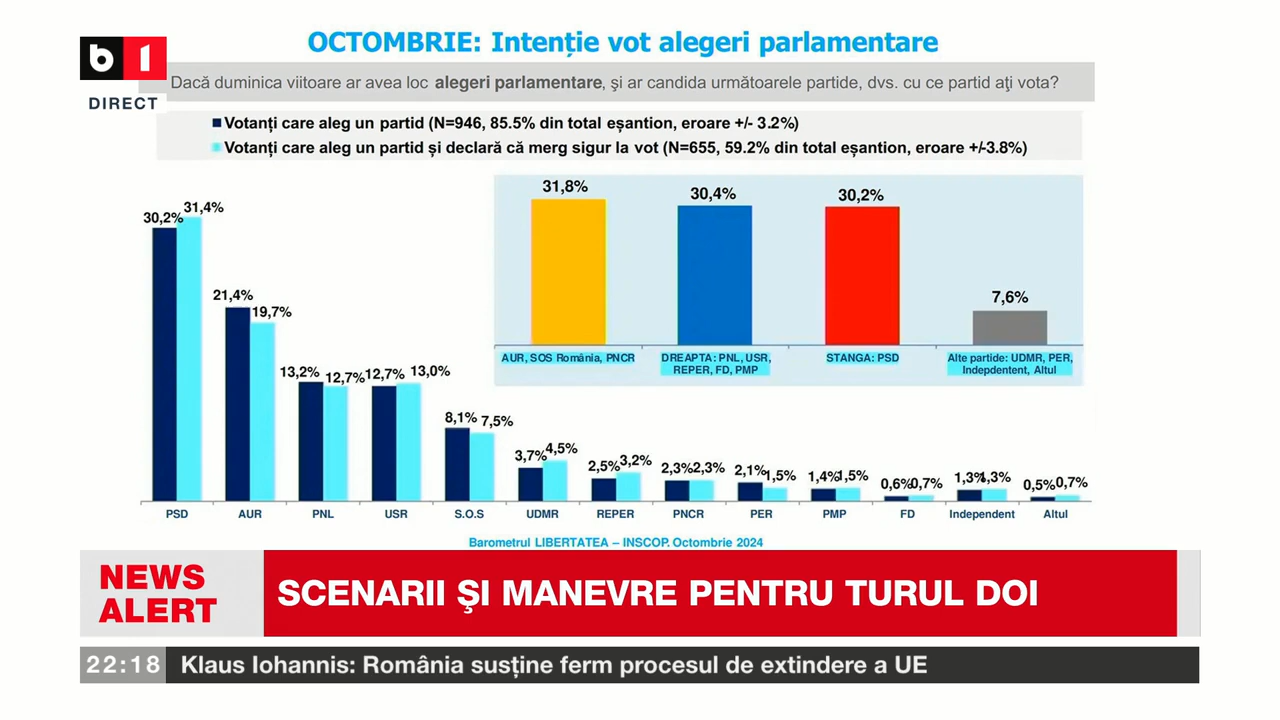 b1
DIRECT
OCTOMBRIE: Intenție vot alegeri parlamentare
Dacă duminica viitoare ar avea loc alegeri parlamentare, şi ar candida următoarele partide, dvs. cu ce partid aţi vota?
Votanți care aleg un partid (N=946, 85.5% din total eșantion, eroare +/- 3.2%)
Votanți care aleg un partid și declară că merg sigur la vot (N=655, 59.2% din total eșantion, eroare +/-3.8%)
31,8% 30,4% 30,2% 7,6%
AUR, SOS România, PNCR
DREAPTA: PNL, USR,
REPER, FD, PMP
STANGA: PSD
Alte partide: UDMR, PER,
Indepdentent, Altul
30,2% 31,4%
21,4% 19,7%
13,2% 12,7%
12,7% 13,0%
8,1% 7,5%
3,7% 4,5%
2,5% 3,2%
2,3% 2,3%
2,1% 1,5%
1,4% 1,5%
0,6% 0,7%
1,3% 1,3%
0,5% 0,7%
PSD AUR PNL USR S.O.S UDMR REPER PNCR PER PMP FD Independent Altul
Barometrul LIBERTATEA – INSCOP. Octombrie 2024
NEWS
ALERT
SCENARII ŞI MANEVRE PENTRU TURUL DOI
22:18 Klaus Iohannis: România susține ferm procesul de extindere a UE